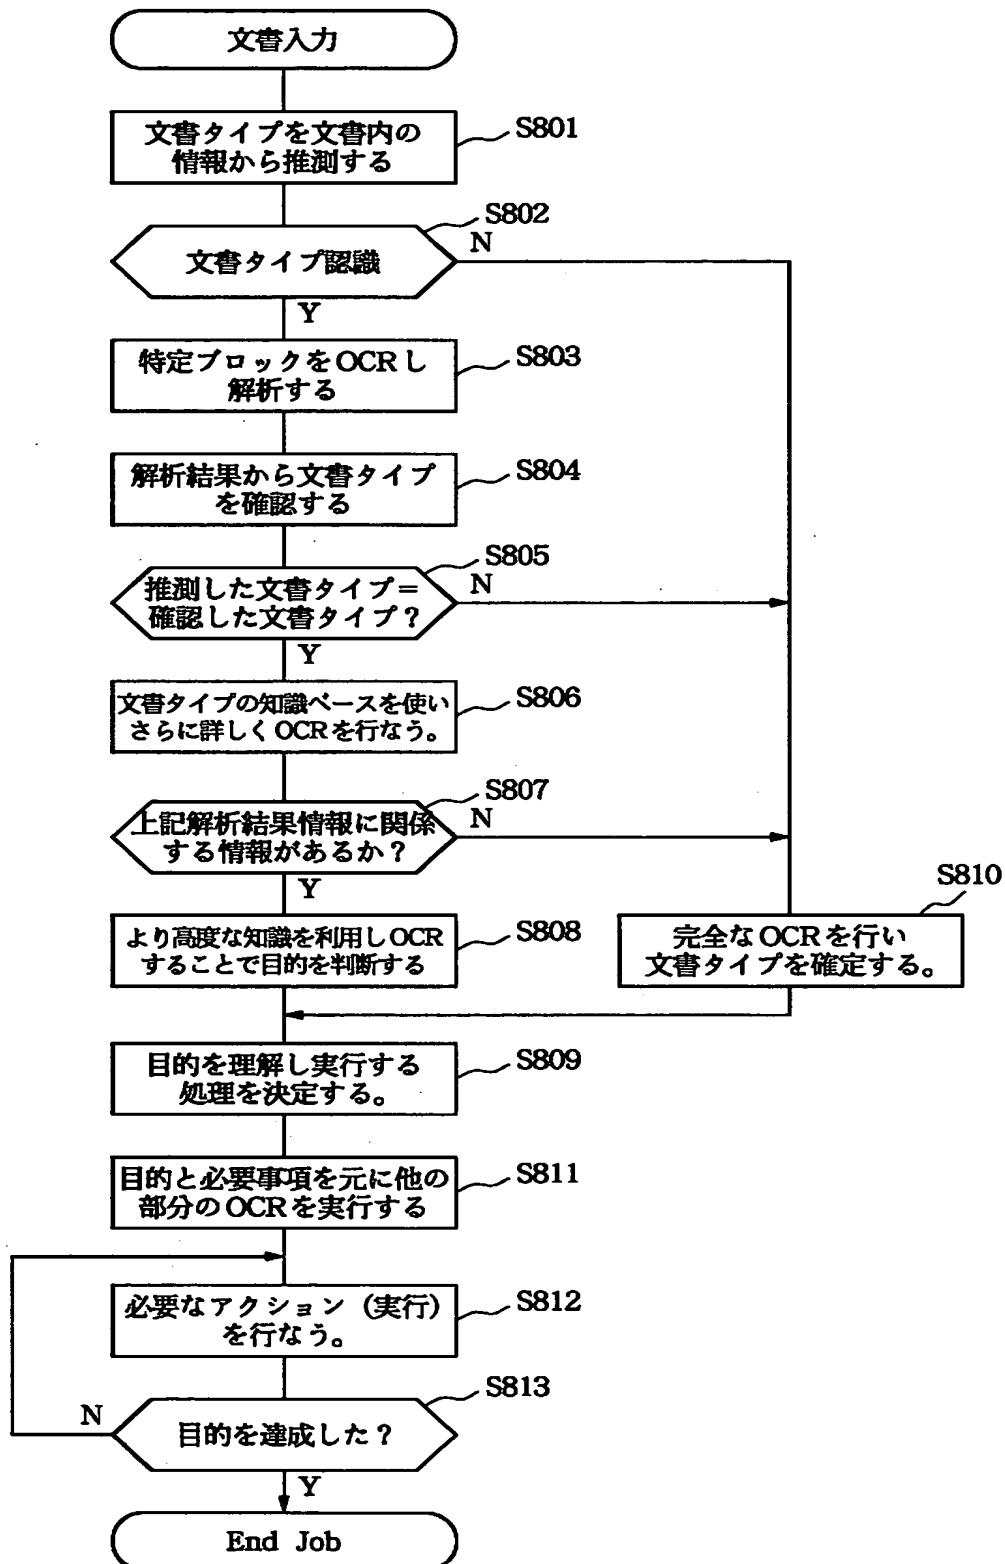 文書入力
文書タイプを文書内の
情報から推測する
S801
S802
文書タイプ認識
N
Y
特定ブロックをOCRし
解析する
S803
解析結果から文書タイプ
を確認する
S804
S805
推測した文書タイプ=
確認した文書タイプ?
N
Y
文書タイプの知識ベースを使い
さらに詳しくOCRを行なう。
S806
S807
上記解析結果情報に関係
する情報があるか?
N
Y
より高度な知識を利用しOCR
することで目的を判断する
S808
S810
完全なOCRを行い
文書タイプを確定する。
目的を理解し実行する
処理を決定する。
S809
目的と必要事項を元に他の
部分のOCRを実行する
S811
必要なアクション(実行)
を行なう。
S812
S813
目的を達成した?
N
Y
End Job